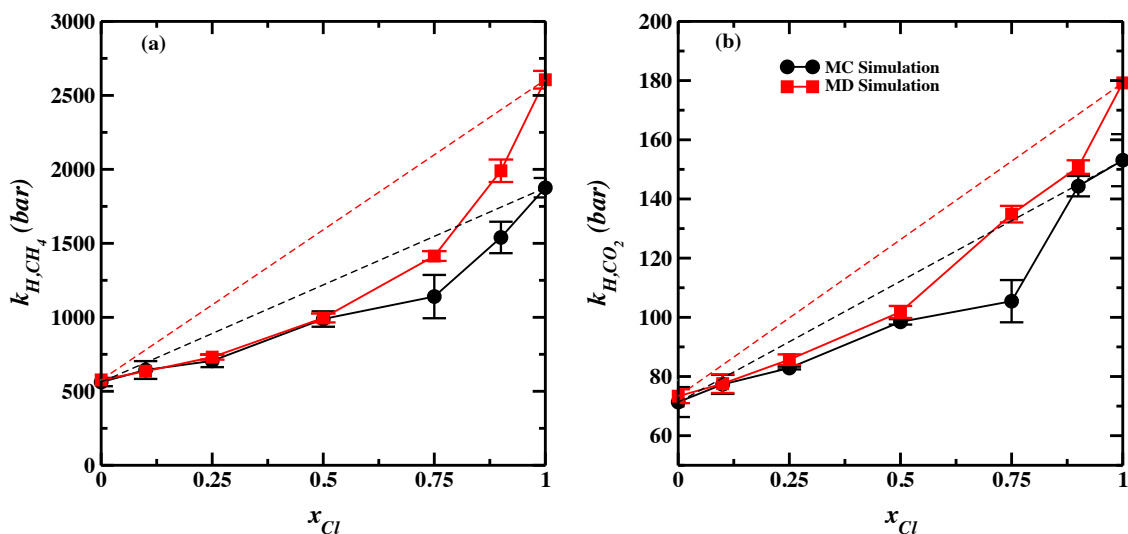 (a)
3000
2500
2000
1500
1000
500
0
k_{H,CH_4} (bar)
0 0.25 0.5 0.75 1
x_{Cl}
(b)
MC Simulation
MD Simulation
200
180
160
140
120
100
80
60
k_{H,CO_2} (bar)
0 0.25 0.5 0.75 1
x_{Cl}